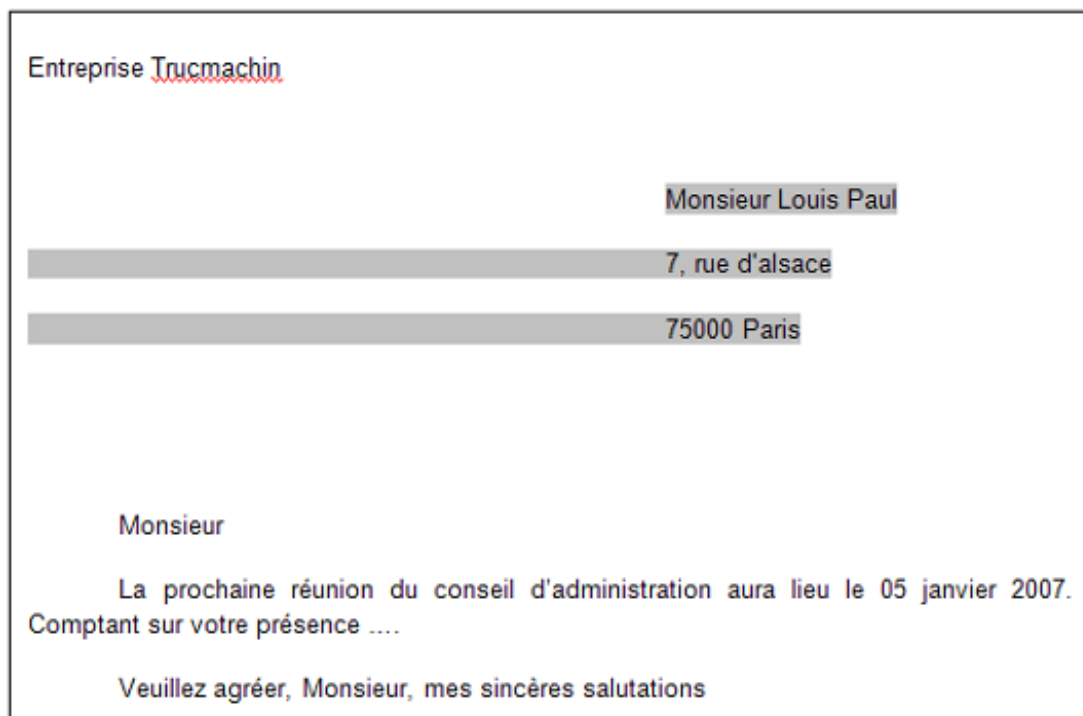 Entreprise Trucmachin
Monsieur Louis Paul
7, rue d'alsace
75000 Paris
Monsieur
La prochaine réunion du conseil d'administration aura lieu le 05 janvier 2007.
Comptant sur votre présence ....
Veuillez agréer, Monsieur, mes sincères salutations